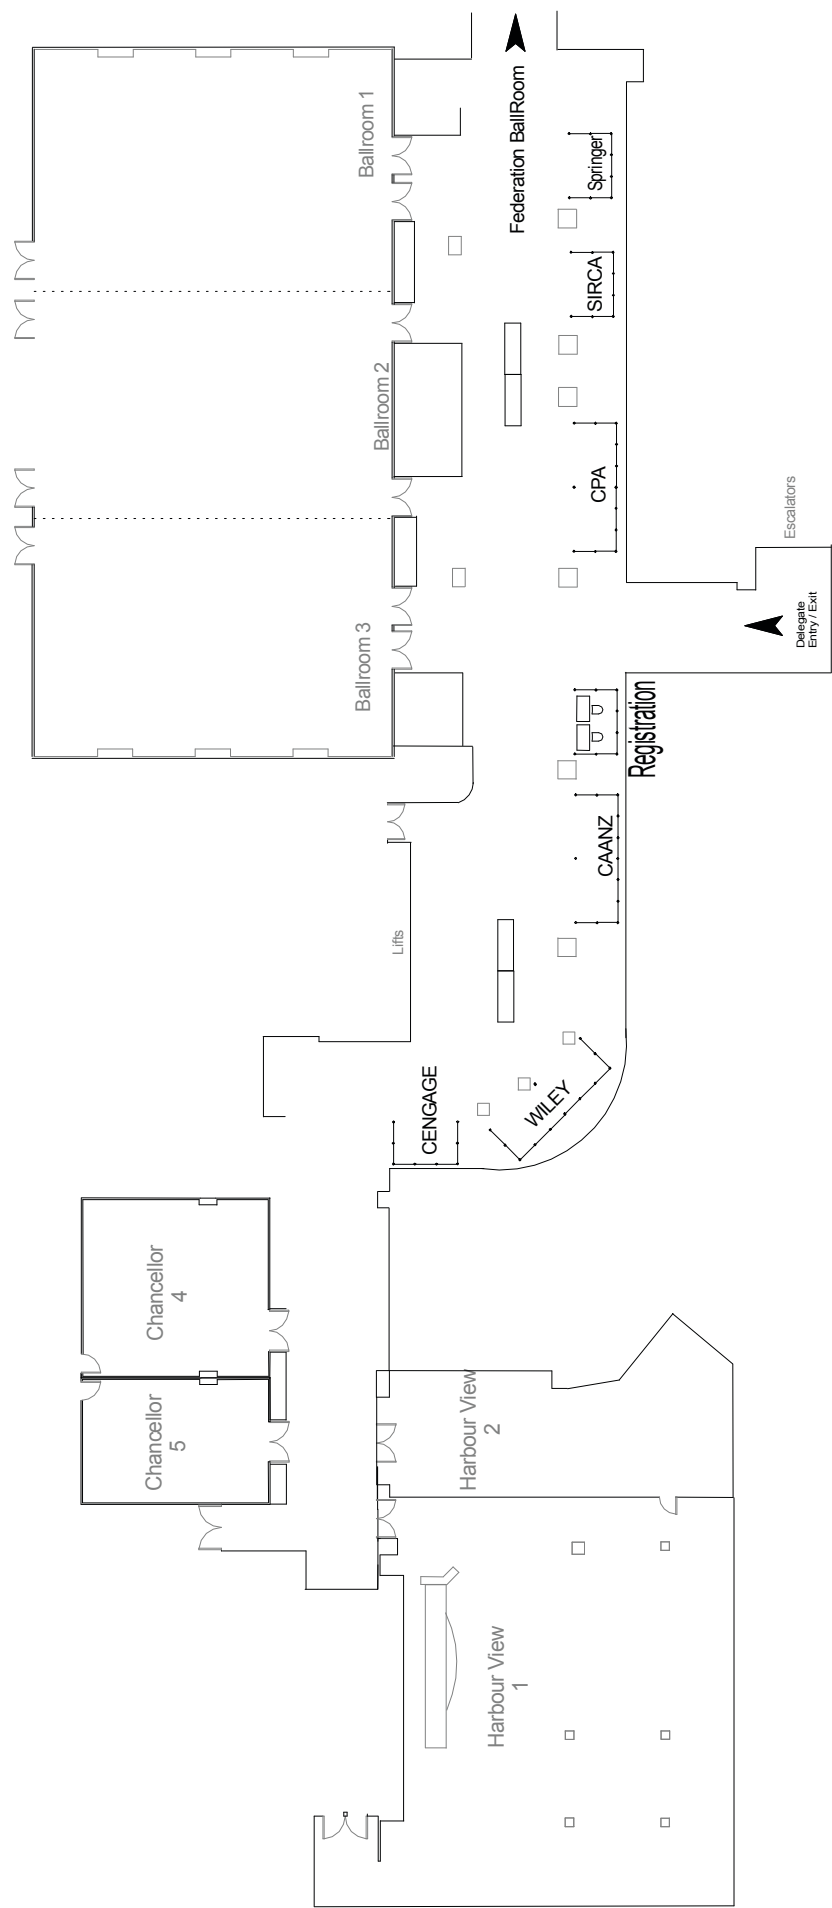 Federation BallRoom
Ballroom 1
Springer
SIRCA
Ballroom 2
CPA
Escalators
Delegate
Entry / Exit
Ballroom 3
Registration
CAANZ
Lifts
CENGAGE
WILEY
Chancellor
4
Chancellor
5
Harbour View
2
Harbour View
1